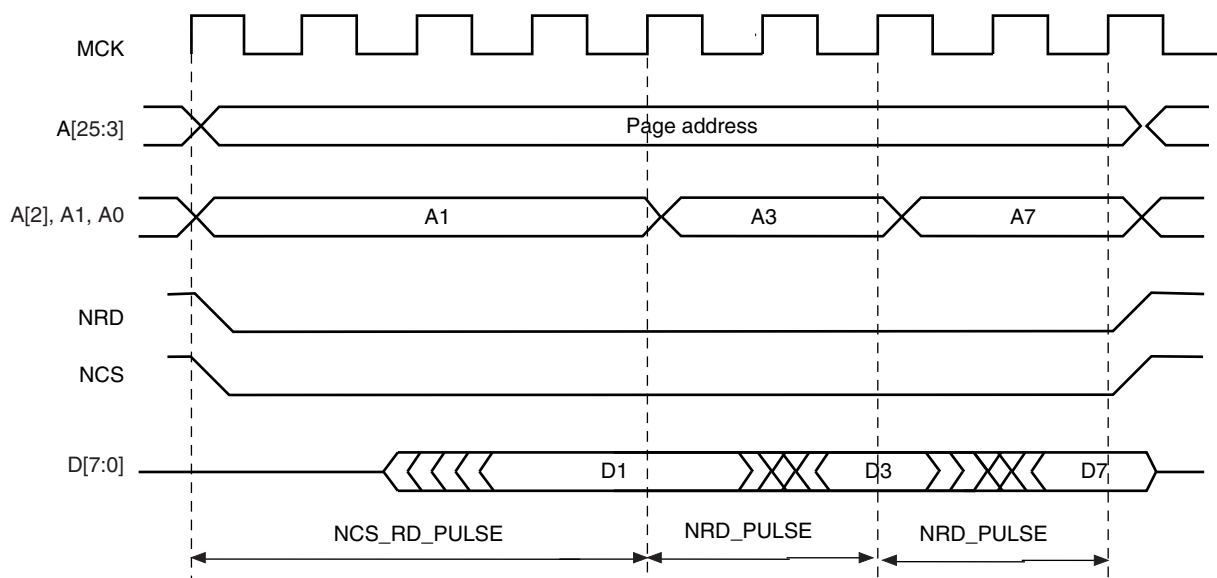 MCK
A[25:3]
Page address
A[2], A1, A0
A1
A3
A7
NRD
NCS
D[7:0]
D1
D3
D7
NCS_RD_PULSE
NRD_PULSE
NRD_PULSE